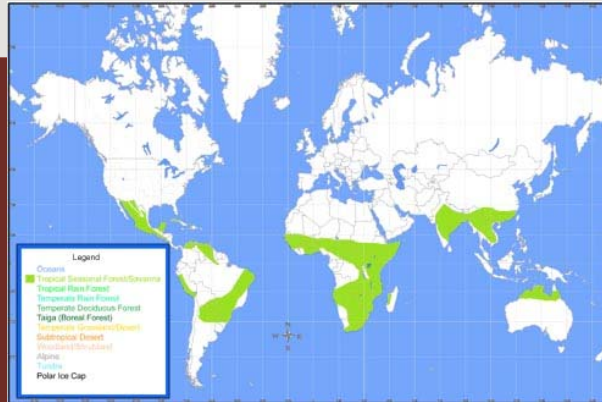 Legend
Oceans
Tropical Seasonal Forest/Savanna
Tropical Rain Forest
Temperate Rain Forest
Temperate Deciduous Forest
Taiga (Boreal Forest)
Temperate Grassland/Desert
Subtropical Desert
Woodland/Shrubland
Alpine
Tundra
Polar Ice Cap
N
W
E
S